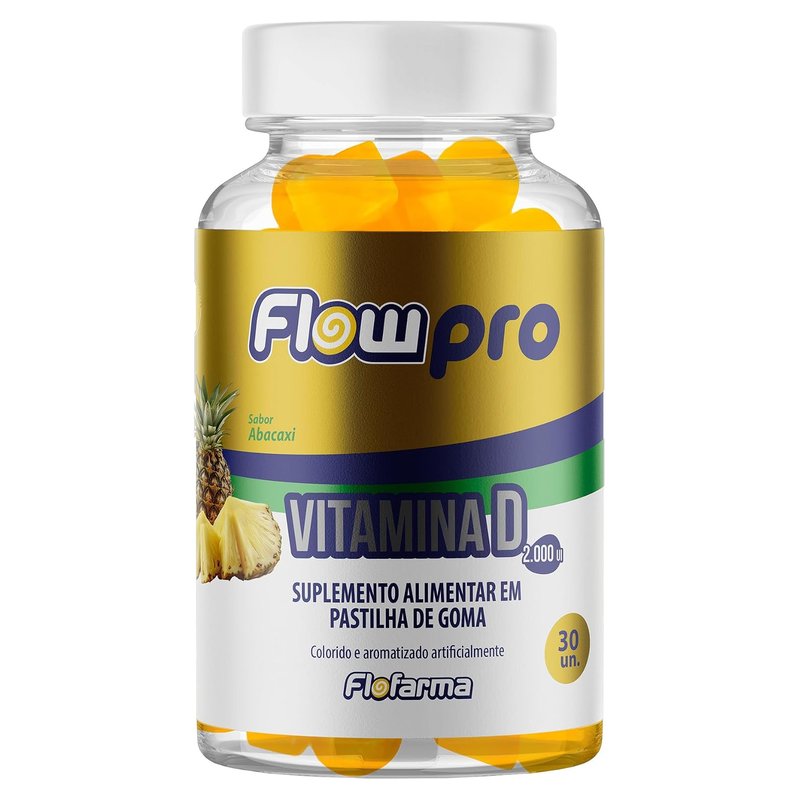 Flowpro
Sabor
Abacaxi
VITAMINA D
2.000 UI
SUPLEMENTO ALIMENTAR EM
PASTILHA DE GOMA
30
un.
Colorido e aromatizado artificialmente
Flofarma